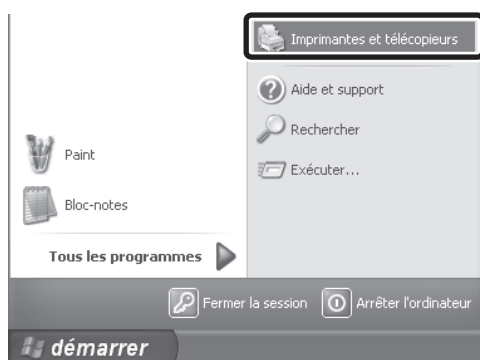 Imprimantes et télécopieurs
Aide et support
Rechercher
Exécuter...
Paint
Bloc-notes
Tous les programmes
Fermer la session
Arrêter l'ordinateur
démarrer